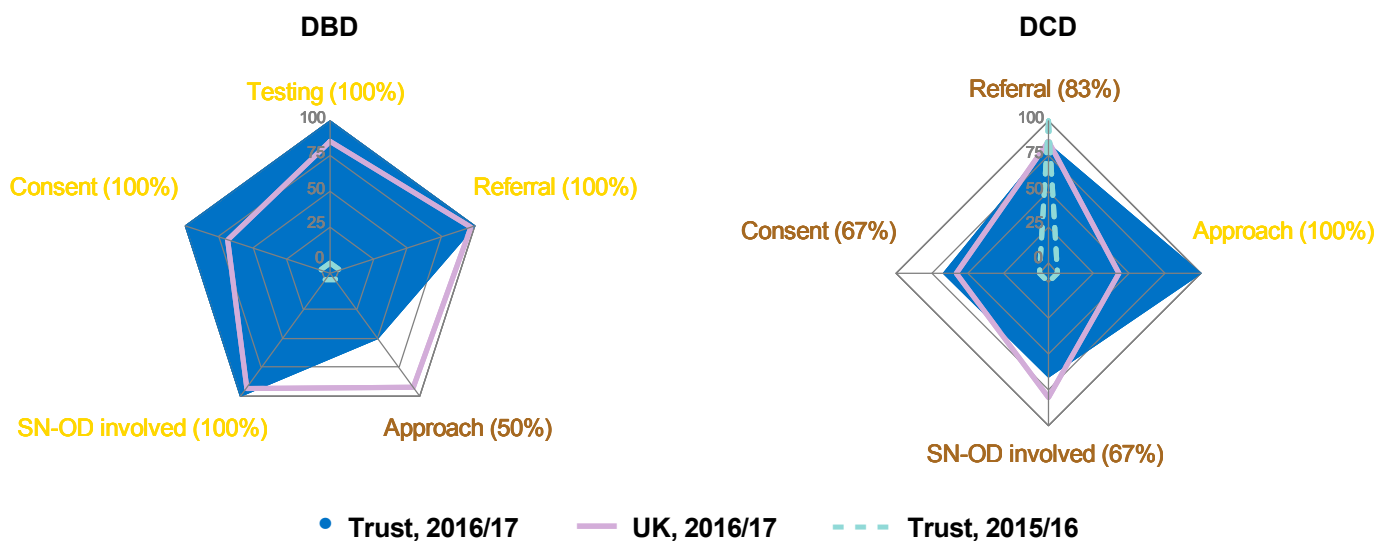 DBD
DCD
Testing (100%)
Referral (83%)
100
75
50
25
0
100
75
50
25
0
Consent (100%)
Referral (100%)
Consent (67%)
Approach (100%)
SN-OD involved (100%)
Approach (50%)
SN-OD involved (67%)
Trust, 2016/17
UK, 2016/17
Trust, 2015/16